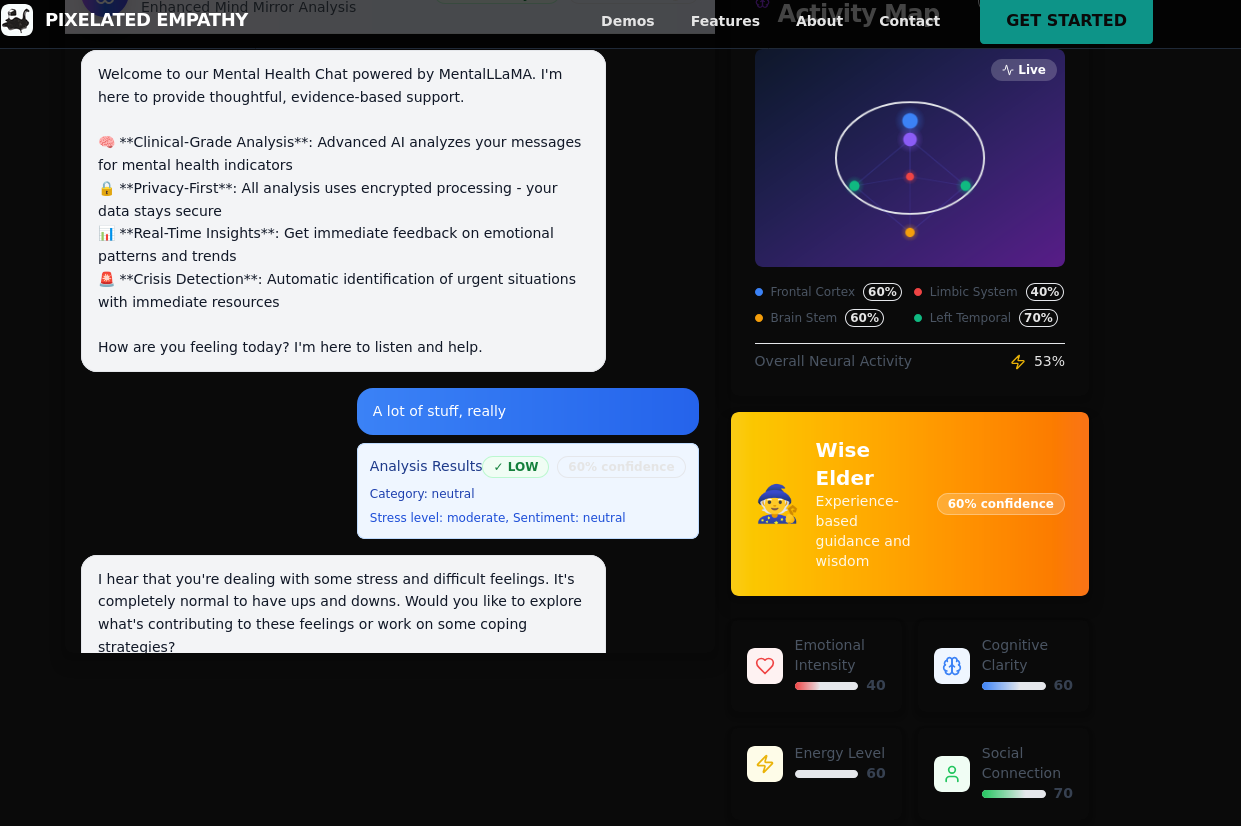 PIXELATED EMPATHY
Demos
Features
About
Contact
GET STARTED
Enhanced Mind Mirror Analysis
Activity Map
Welcome to our Mental Health Chat powered by MentalLLaMA. I'm
here to provide thoughtful, evidence-based support.
🧠 **Clinical-Grade Analysis**: Advanced AI analyzes your messages
for mental health indicators
🔒 **Privacy-First**: All analysis uses encrypted processing - your
data stays secure
📊 **Real-Time Insights**: Get immediate feedback on emotional
patterns and trends
🚨 **Crisis Detection**: Automatic identification of urgent situations
with immediate resources
How are you feeling today? I'm here to listen and help.
A lot of stuff, really
Analysis Results ✓ LOW 60% confidence
Category: neutral
Stress level: moderate, Sentiment: neutral
I hear that you're dealing with some stress and difficult feelings. It's
completely normal to have ups and downs. Would you like to explore
what's contributing to these feelings or work on some coping
strategies?
Live
Frontal Cortex 60%
Limbic System 40%
Brain Stem 60%
Left Temporal 70%
Overall Neural Activity 53%
Wise
Elder
Experience-
based
guidance and
wisdom
60% confidence
Emotional
Intensity
40
Cognitive
Clarity
60
Energy Level
60
Social
Connection
70